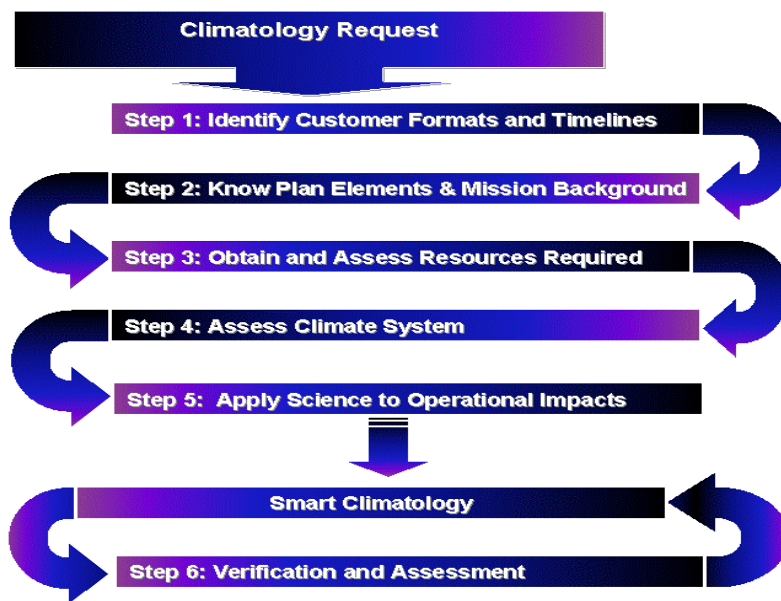 Climatology Request
Step 1: Identify Customer Formats and Timelines
Step 2: Know Plan Elements & Mission Background
Step 3: Obtain and Assess Resources Required
Step 4: Assess Climate System
Step 5: Apply Science to Operational Impacts
Smart Climatology
Step 6: Verification and Assessment